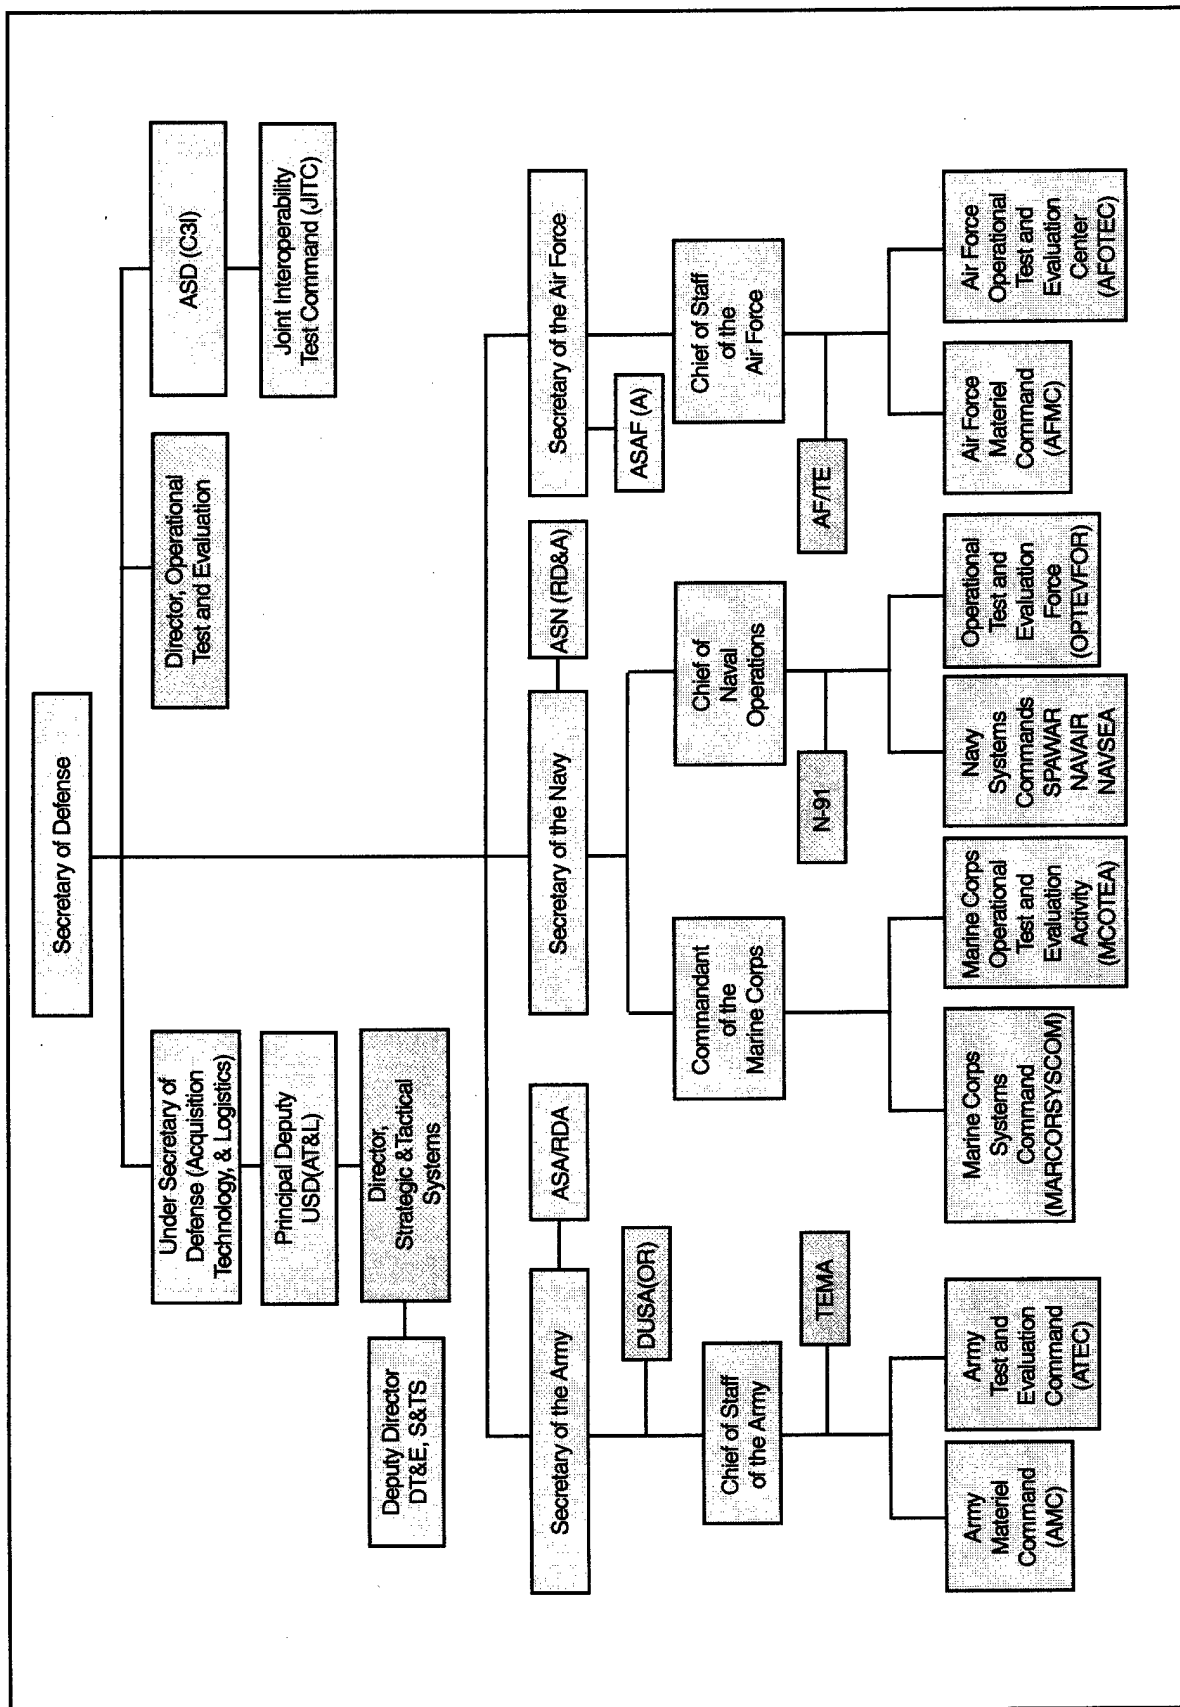 Secretary of Defense
Under Secretary of
Defense (Acquisition
Technology, & Logistics)
Principal Deputy
USD(AT&L)
Director,
Strategic &Tactical
Systems
Deputy Director
DT&E, S&TS
Director, Operational
Test and Evaluation
ASD (C3I)
Joint Interoperability
Test Command (JITC)
Secretary of the Army
ASA/RDA
DUSA(OR)
Chief of Staff
of the Army
TEMA
Army
Materiel
Command
(AMC)
Army
Test and
Evaluation
Command
(ATEC)
Secretary of the Navy
ASN (RD&A)
Commandant
of the
Marine Corps
Marine Corps
Systems
Command
(MARCORSYSCOM)
Marine Corps
Operational
Test and
Evaluation
Activity
(MCOTEA)
Chief of
Naval
Operations
N-91
Navy
Systems
Commands
SPAWAR
NAVAIR
NAVSEA
Operational
Test and
Evaluation
Force
(OPTEVFOR)
Secretary of the Air Force
ASAF (A)
Chief of Staff
of the
Air Force
AF/TE
Air Force
Materiel
Command
(AFMC)
Air Force
Operational
Test and
Evaluation
Center
(AFOTEC)